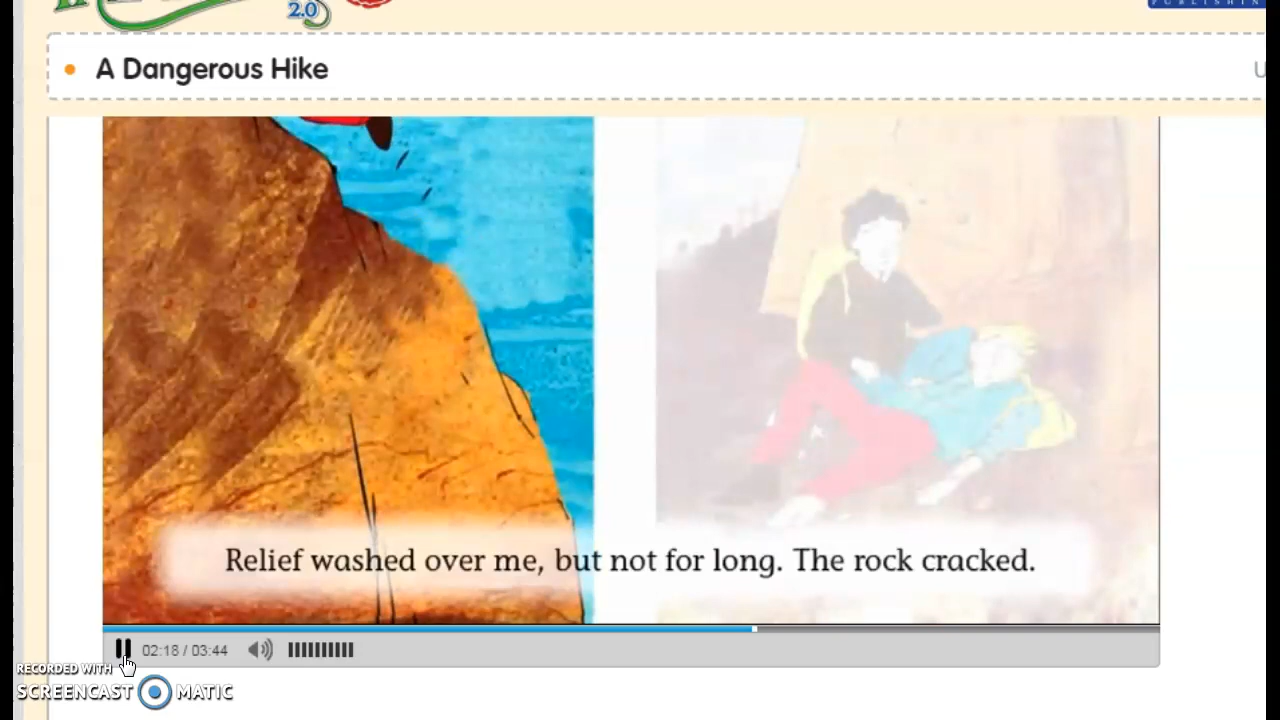 2.0
PUBLISHIN
A Dangerous Hike
U
Relief washed over me, but not for long. The rock cracked.
02:18 / 03:44
RECORDED WITH
SCREENCAST MATIC